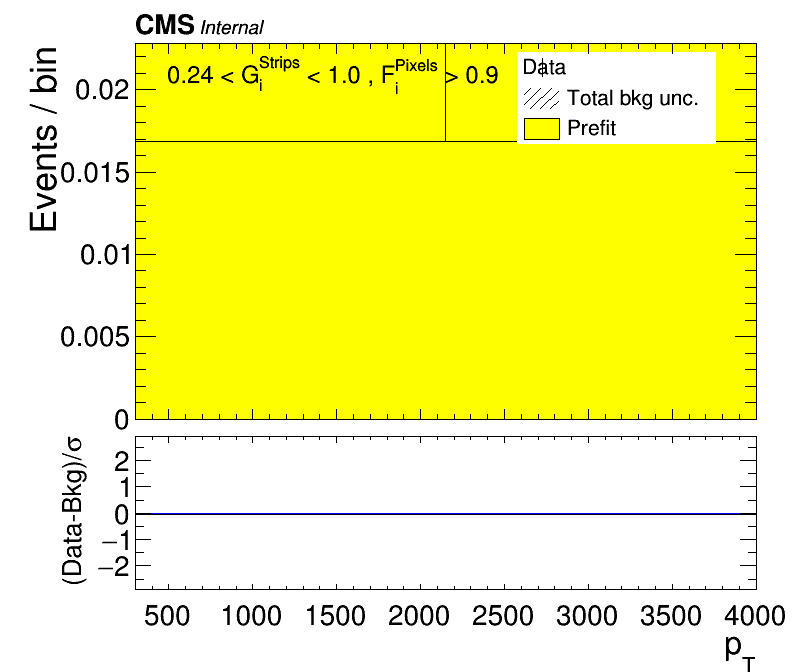 CMS Internal
0.24 < G_i^Strips < 1.0 , F_i^Pixels > 0.9
Data
Total bkg unc.
Prefit
Events / bin
0.02
0.015
0.01
0.005
0
(Data-Bkg)/σ
2
1
0
−1
−2
500 1000 1500 2000 2500 3000 3500 4000
p_T